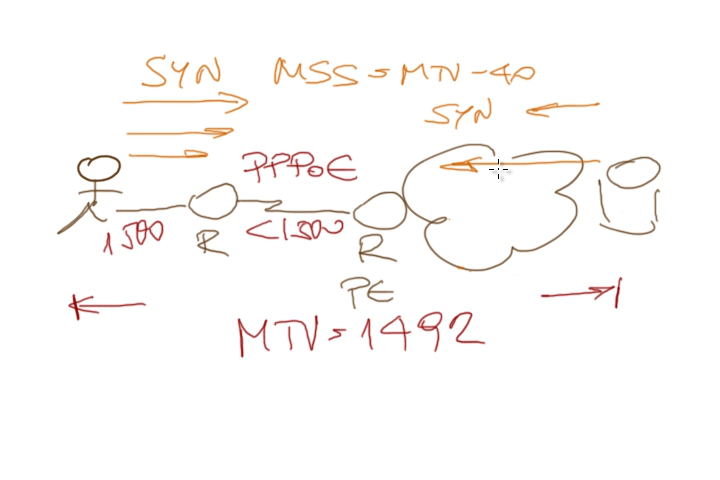 SYN MSS = MTU - 40
SYN
PPPoE
1500 R <1500 R
PE
MTU = 1492